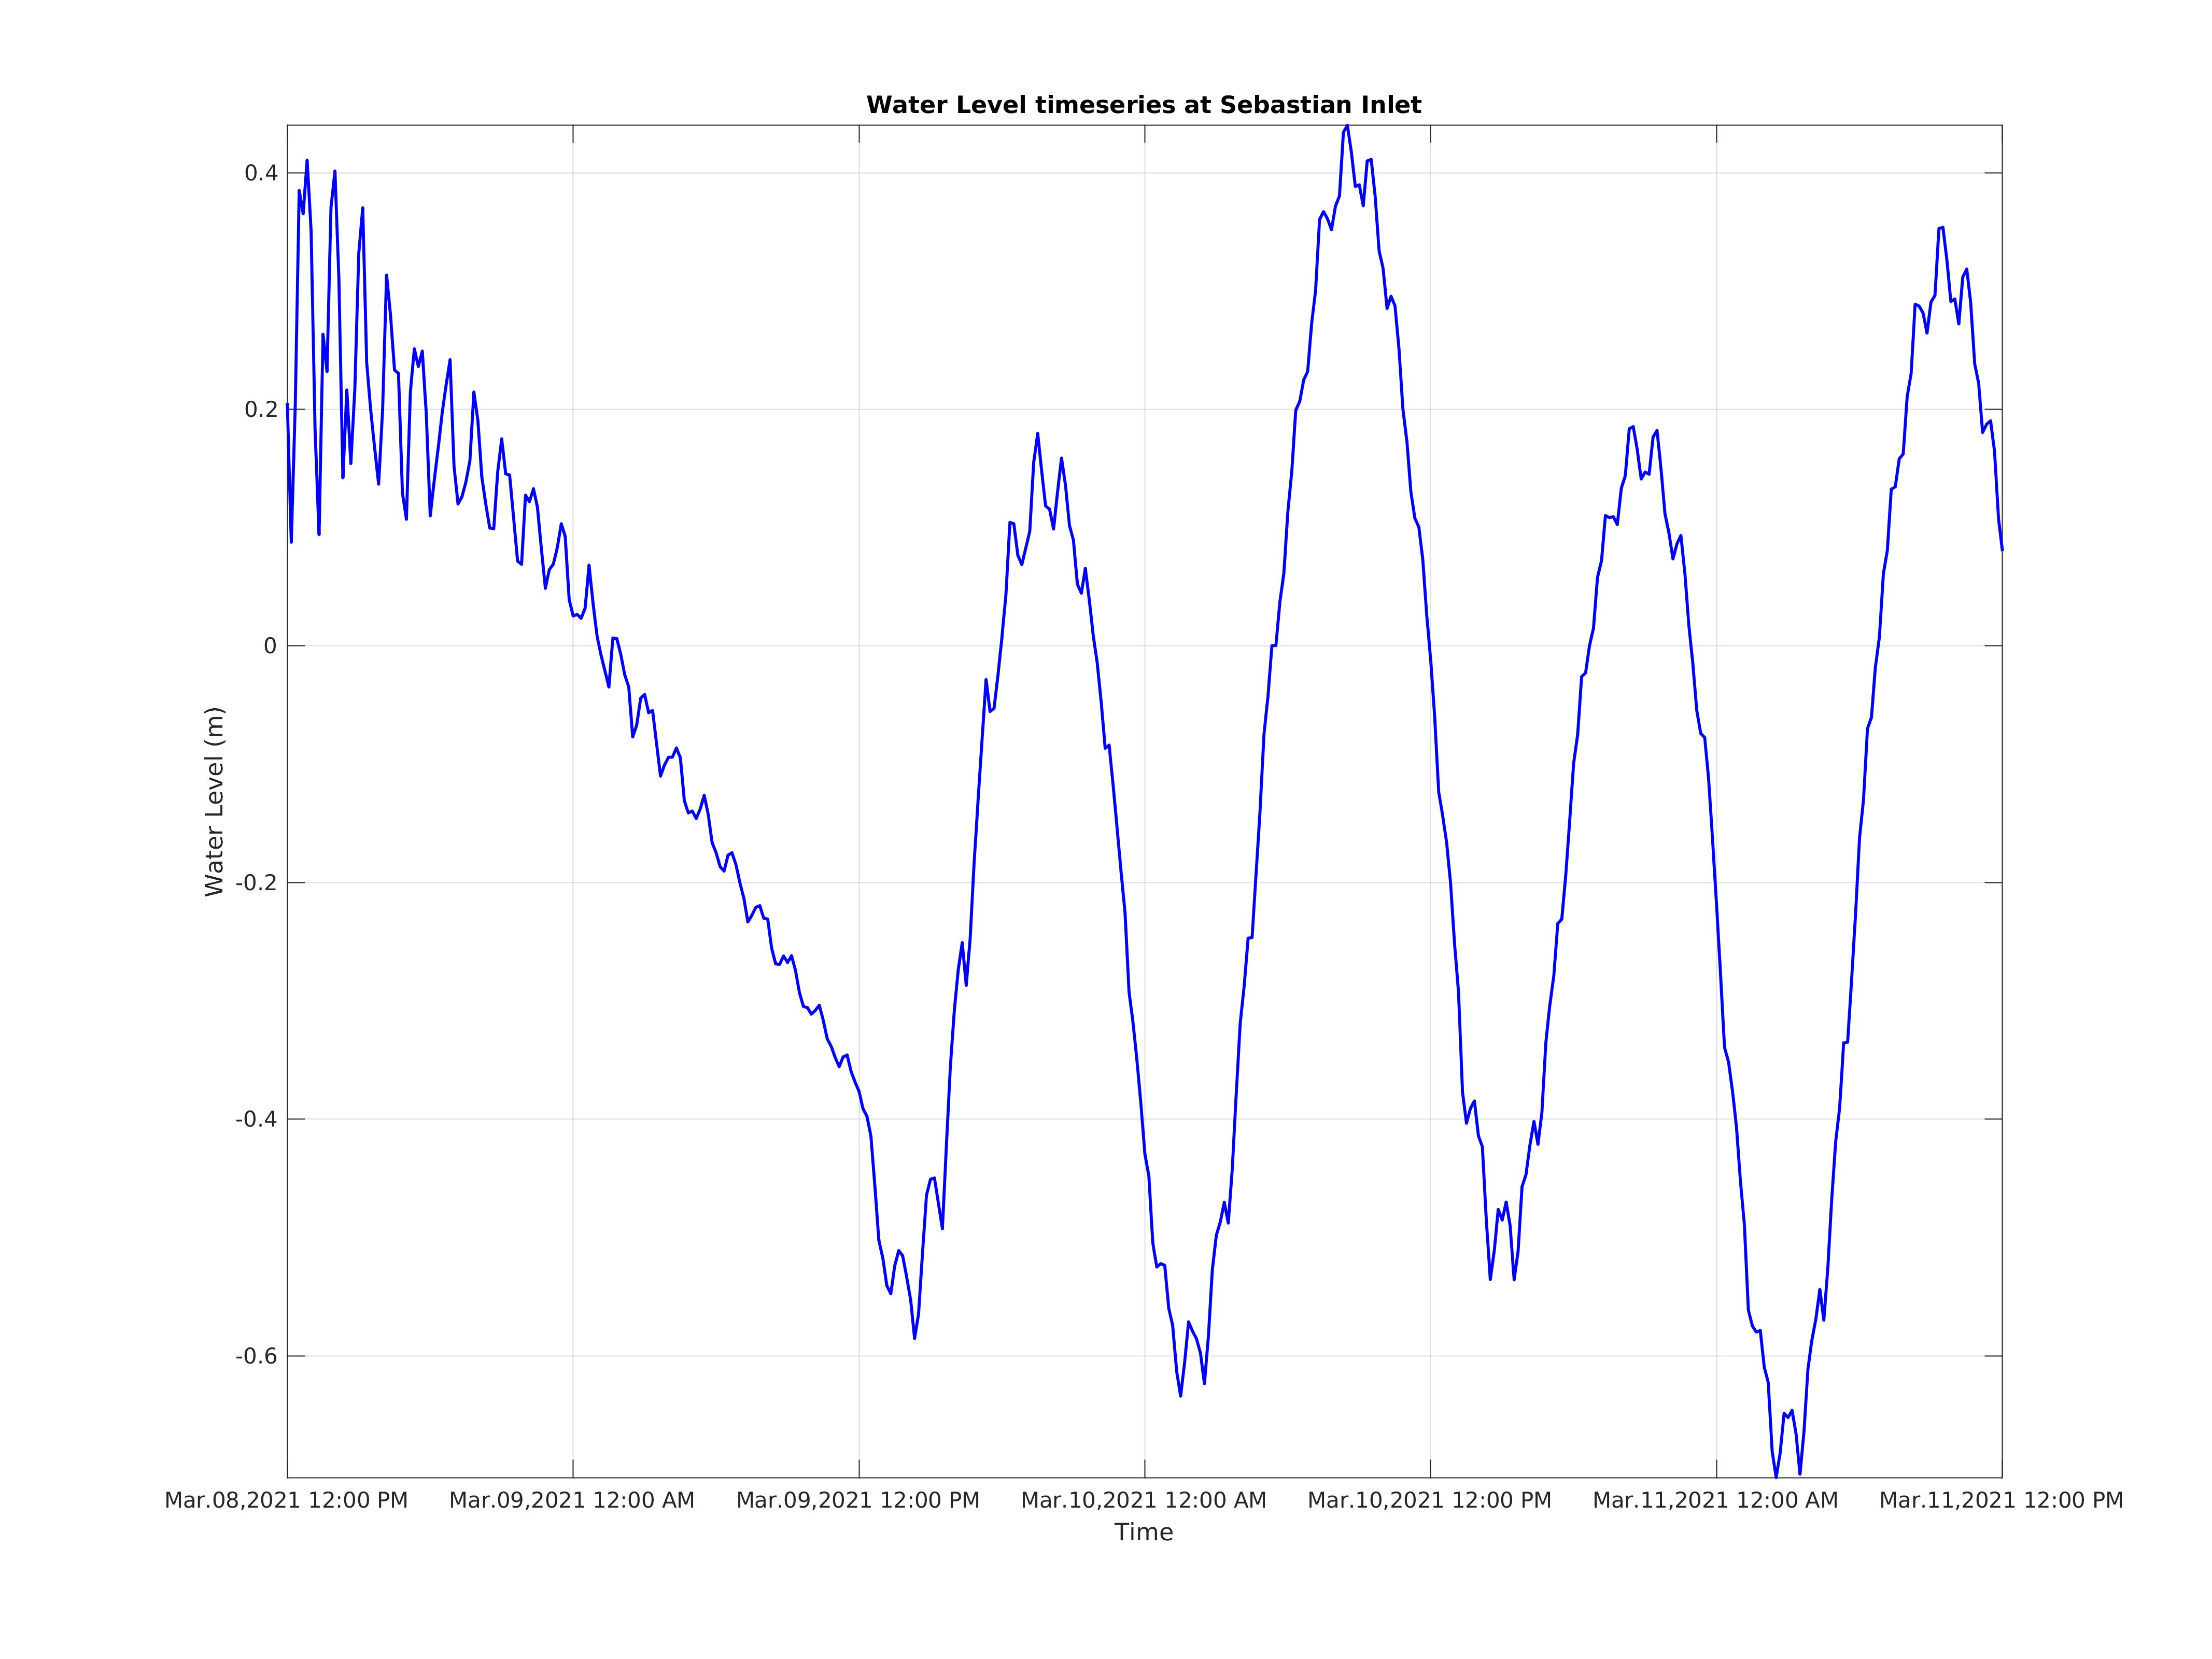 Water Level timeseries at Sebastian Inlet
0.4
0.2
0
-0.2
-0.4
-0.6
Water Level (m)
Mar.08,2021 12:00 PM
Mar.09,2021 12:00 AM
Mar.09,2021 12:00 PM
Mar.10,2021 12:00 AM
Mar.10,2021 12:00 PM
Mar.11,2021 12:00 AM
Mar.11,2021 12:00 PM
Time